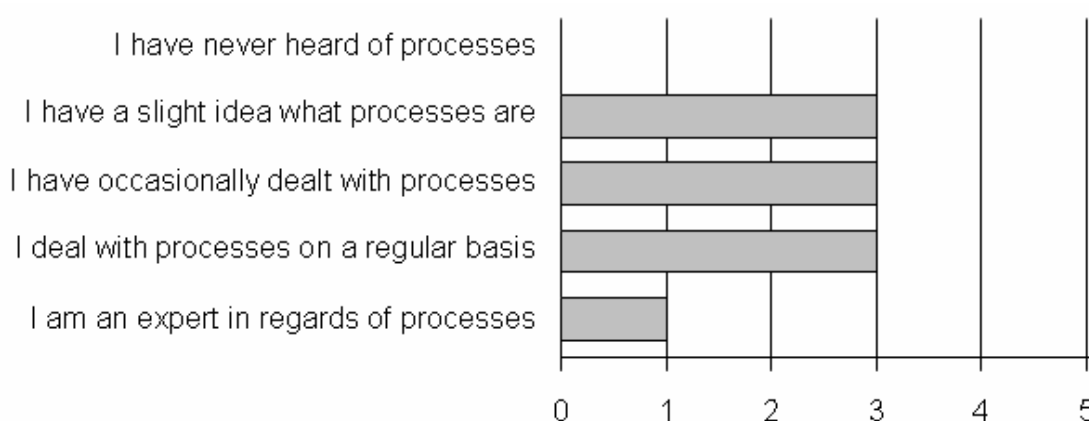 I have never heard of processes
I have a slight idea what processes are
I have occasionally dealt with processes
I deal with processes on a regular basis
I am an expert in regards of processes
0 1 2 3 4 5